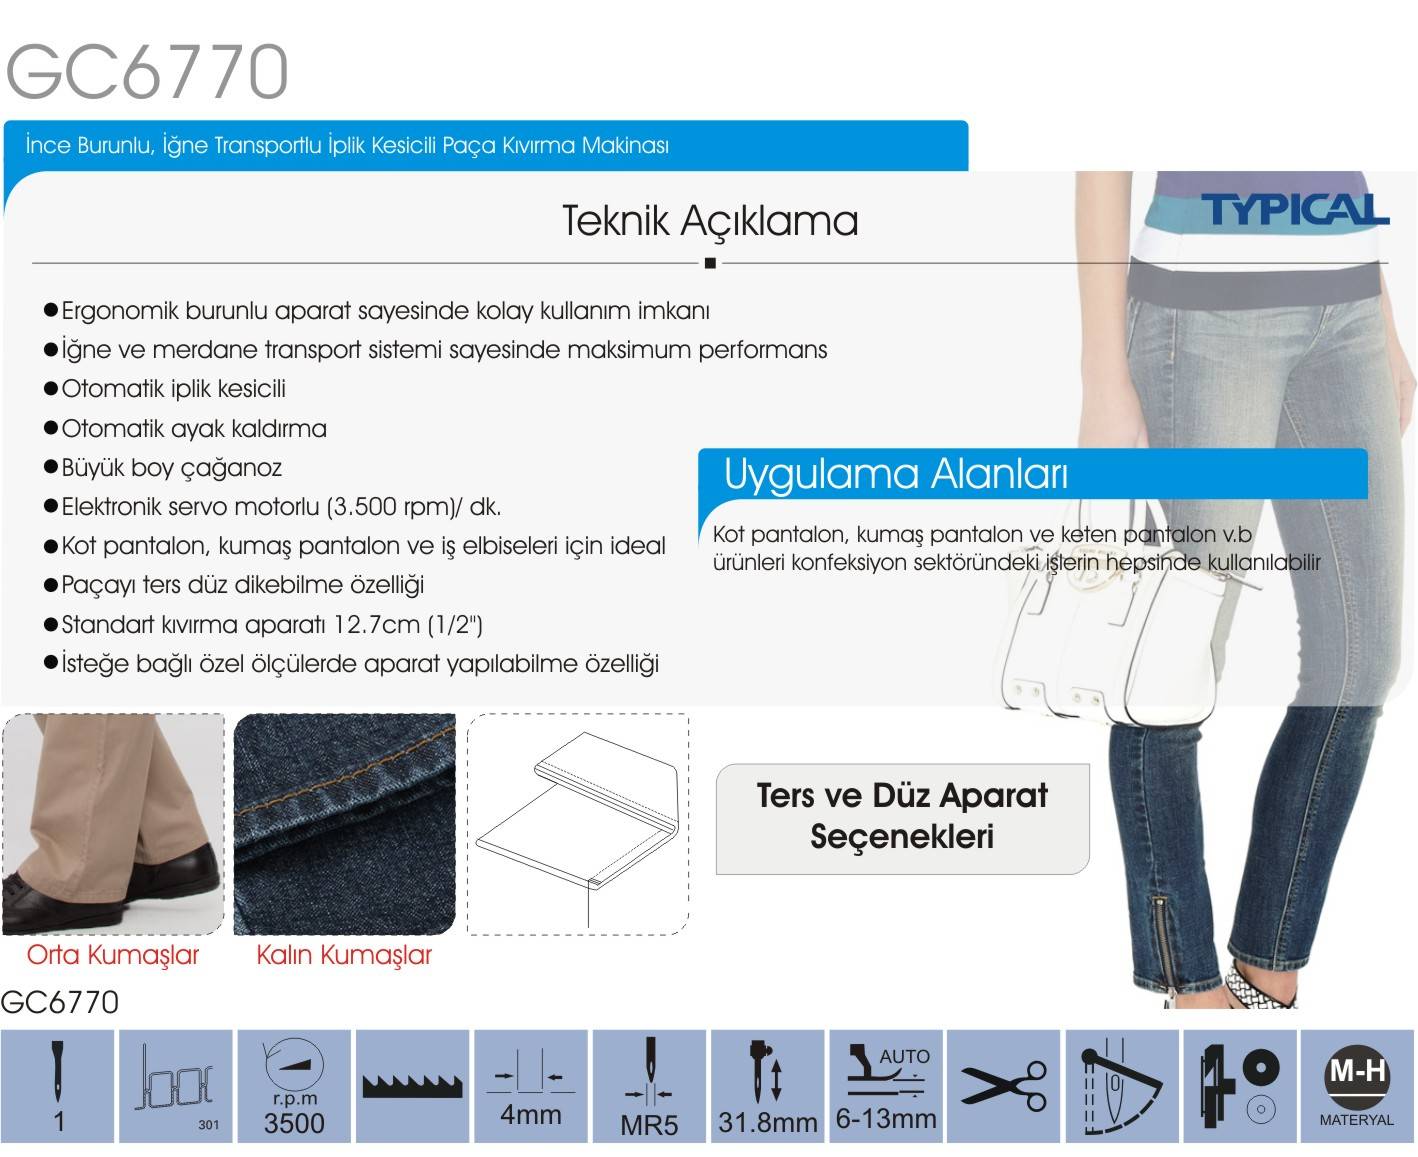 GC6770
İnce Burunlu, İğne Transportlu İplik Kesicili Paça Kıvırma Makinası
TYPICAL
Teknik Açıklama
●Ergonomik burunlu aparat sayesinde kolay kullanım imkanı
●İğne ve merdane transport sistemi sayesinde maksimum performans
●Otomatik iplik kesicili
●Otomatik ayak kaldırma
●Büyük boy çağanoz
●Elektronik servo motorlu (3.500 rpm)/ dk.
●Kot pantalon, kumaş pantalon ve iş elbiseleri için ideal
●Paçayı ters düz dikebilme özelliği
●Standart kıvırma aparatı 12.7cm (1/2")
●İsteğe bağlı özel ölçülerde aparat yapılabilme özelliği
Uygulama Alanları
Kot pantalon, kumaş pantalon ve keten pantalon v.b
ürünleri konfeksiyon sektöründeki işlerin hepsinde kullanılabilir
Ters ve Düz Aparat
Seçenekleri
Orta Kumaşlar
Kalın Kumaşlar
GC6770
1
301
r.p.m
3500
4mm
MR5
31.8mm
AUTO
6-13mm
M-H
MATERYAL